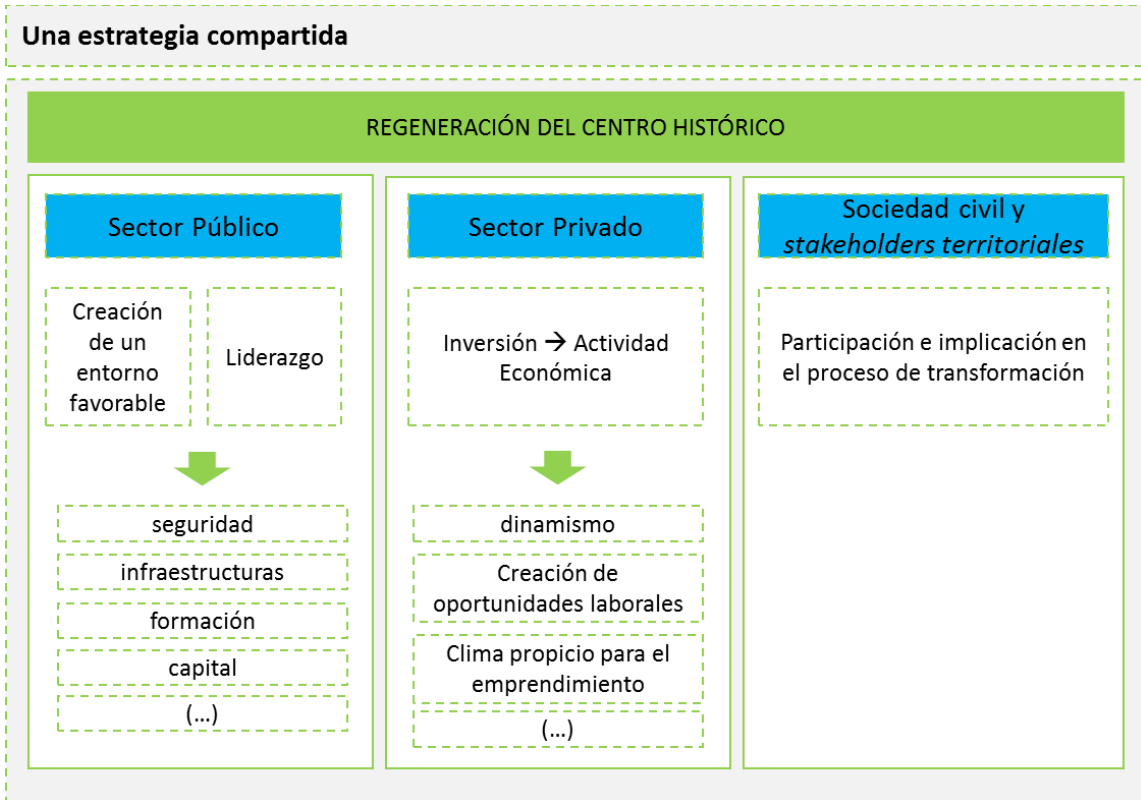 Una estrategia compartida
REGENERACIÓN DEL CENTRO HISTÓRICO
Sector Público
Creación
de un
entorno
favorable
Liderazgo
seguridad
infraestructuras
formación
capital
(...)
Sector Privado
Inversión → Actividad
Económica
dinamismo
Creación de
oportunidades laborales
Clima propicio para el
emprendimiento
(...)
Sociedad civil y
stakeholders territoriales
Participación e implicación en
el proceso de transformación